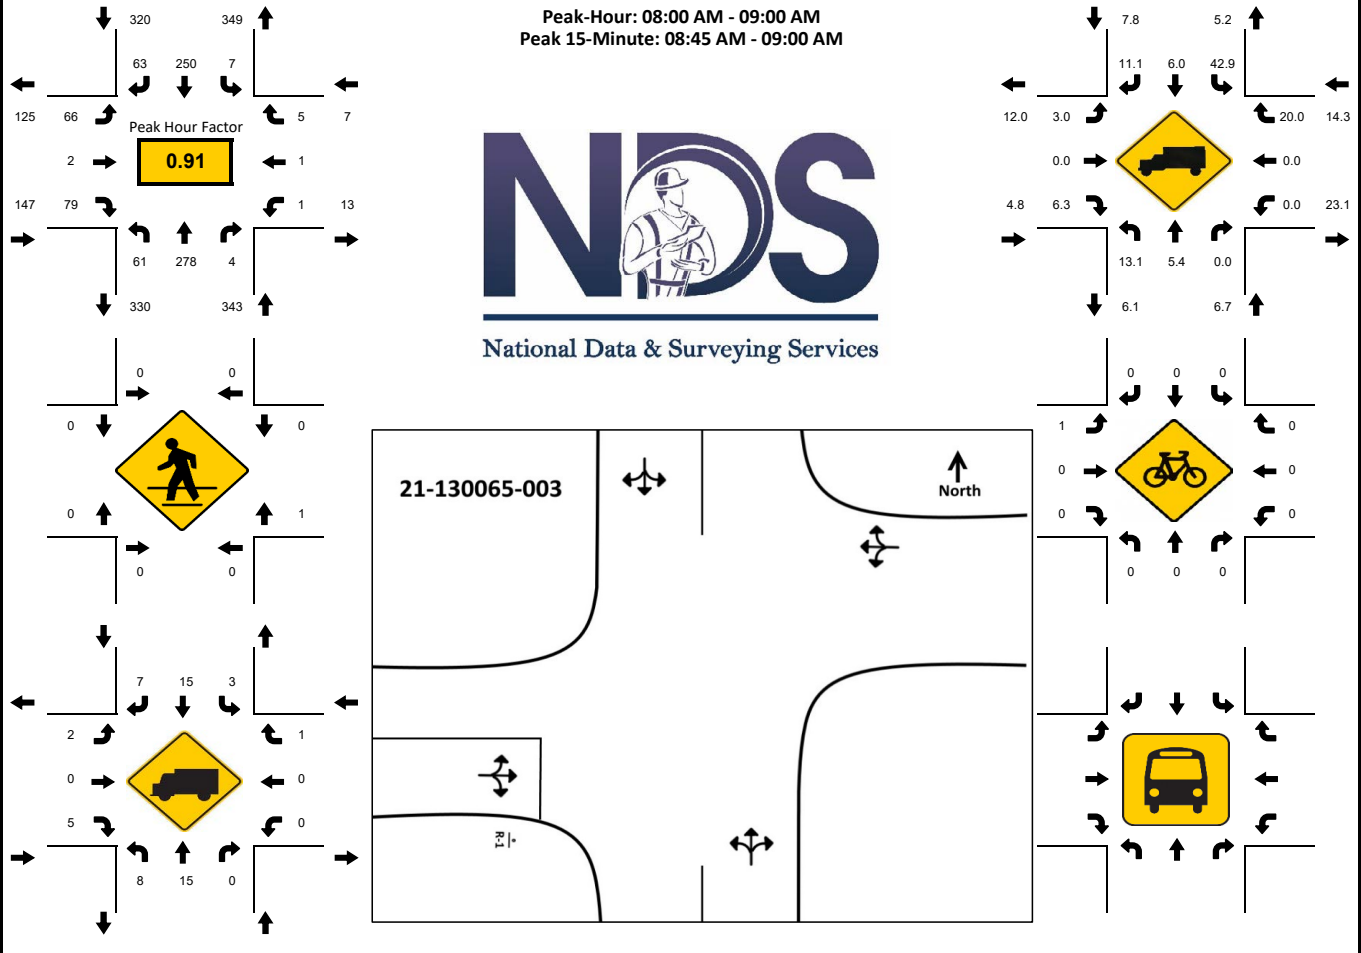 Peak-Hour: 08:00 AM - 09:00 AM
Peak 15-Minute: 08:45 AM - 09:00 AM
320 349
63 250 7
125 66 5 7
Peak Hour Factor
2 0.91 1
147 79 1 13
61 278 4
330 343
7.8 5.2
11.1 6.0 42.9
12.0 3.0 20.0 14.3
0.0 0.0
4.8 6.3 0.0 23.1
13.1 5.4 0.0
6.1 6.7
NDS
National Data & Surveying Services
0 0
0 0
0 1
0 0
0 0 0
1 0
0 0
0 0
0 0 0
21-130065-003
North
R-1
7 15 3
2 1
0 0
5 0
8 15 0